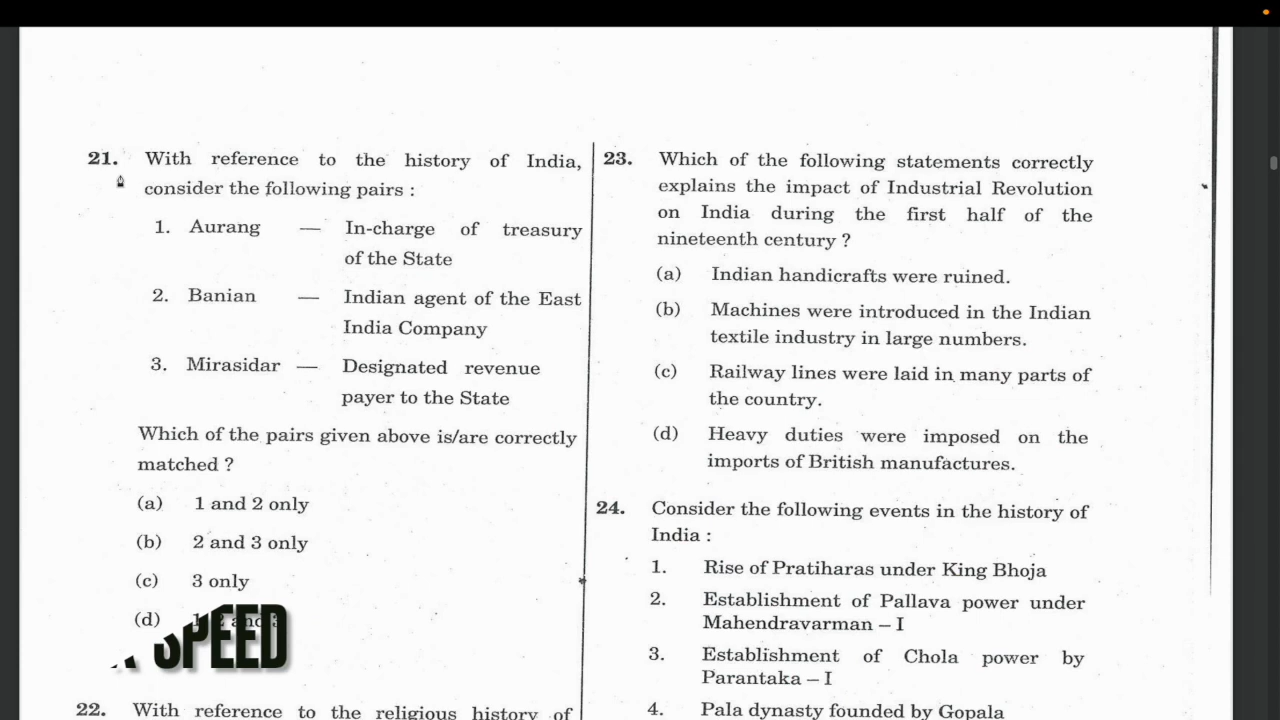 21. With reference to the history of India,
consider the following pairs :
1. Aurang — In-charge of treasury
of the State
2. Banian — Indian agent of the East
India Company
3. Mirasidar — Designated revenue
payer to the State
Which of the pairs given above is/are correctly
matched ?
(a) 1 and 2 only
(b) 2 and 3 only
(c) 3 only
(d) 1, 2 and 3
SPEED
22. With reference to the religious history of
23. Which of the following statements correctly
explains the impact of Industrial Revolution
on India during the first half of the
nineteenth century ?
(a) Indian handicrafts were ruined.
(b) Machines were introduced in the Indian
textile industry in large numbers.
(c) Railway lines were laid in many parts of
the country.
(d) Heavy duties were imposed on the
imports of British manufactures.
24. Consider the following events in the history of
India :
1. Rise of Pratiharas under King Bhoja
2. Establishment of Pallava power under
Mahendravarman – I
3. Establishment of Chola power by
Parantaka – I
4. Pala dynasty founded by Gopala